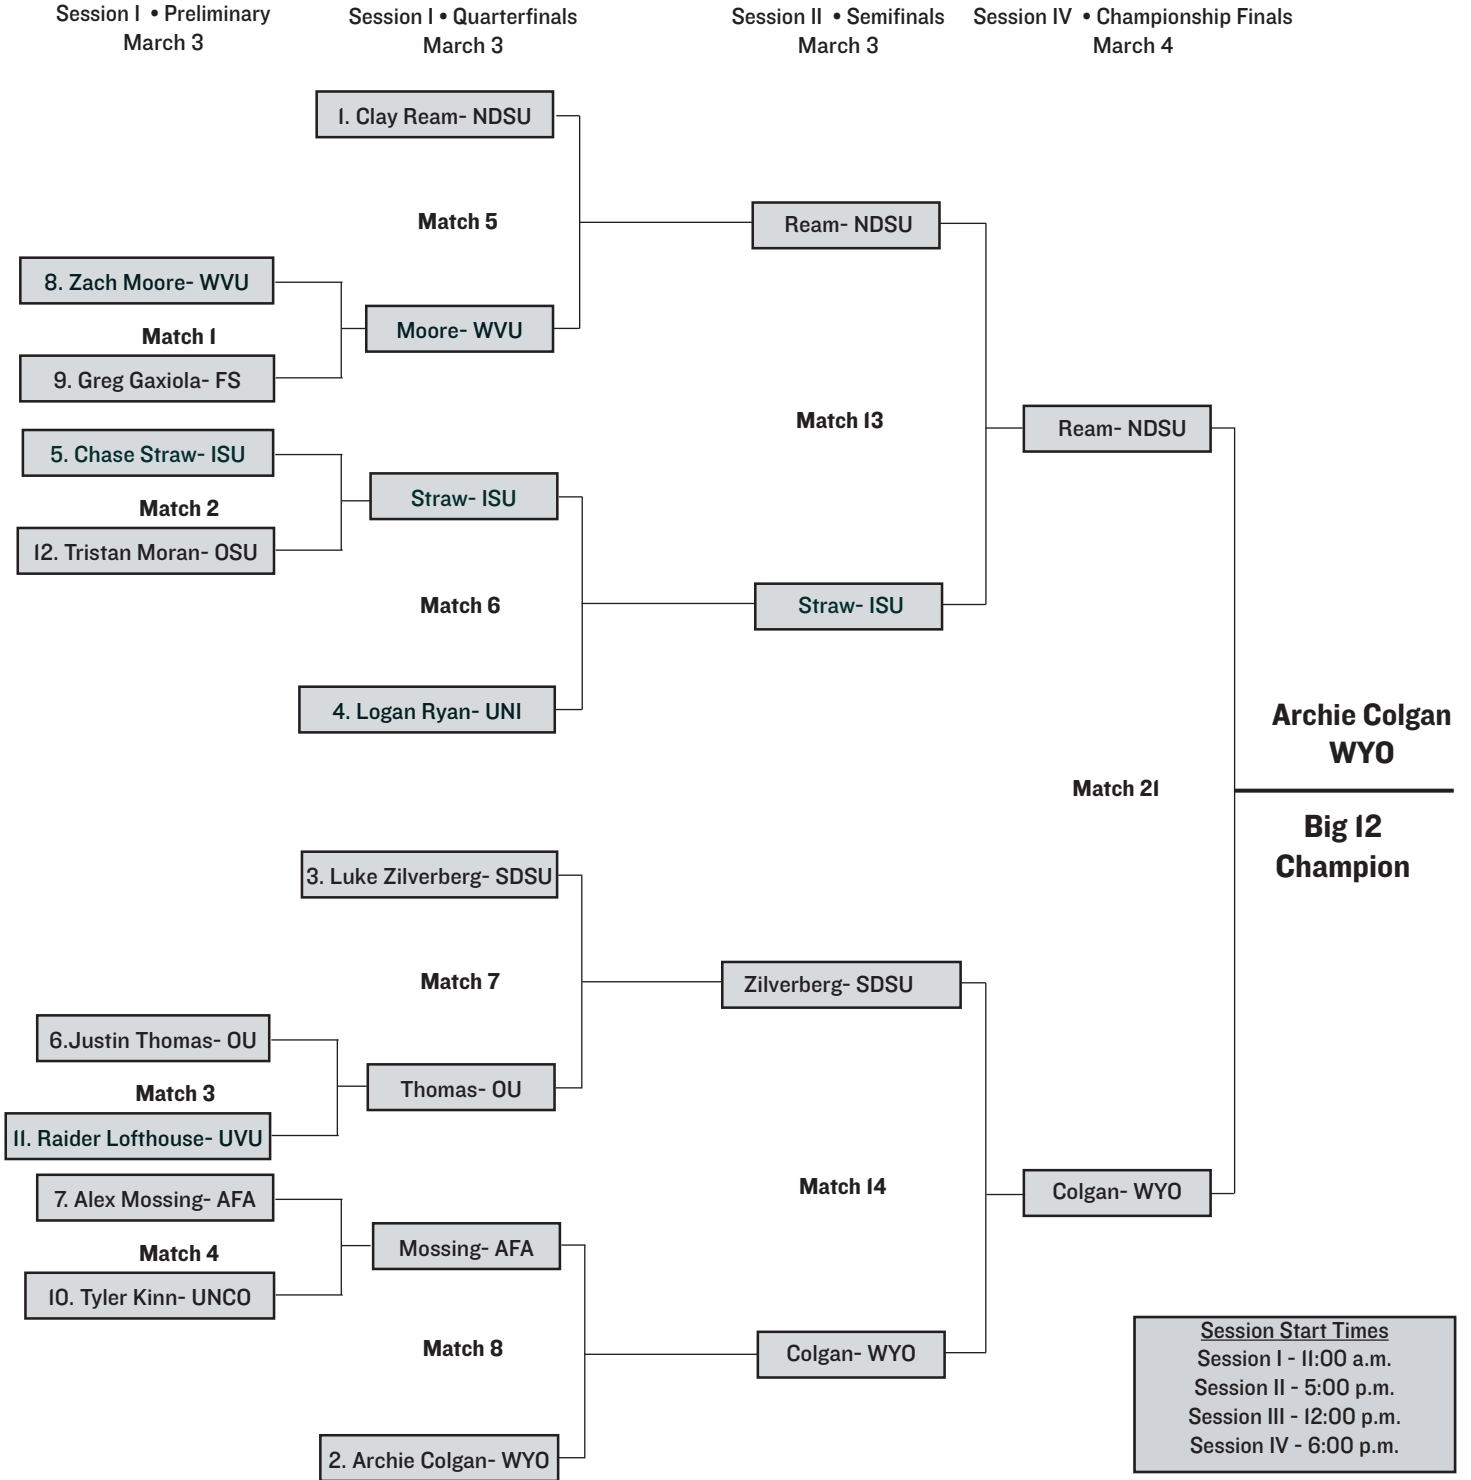 Session I • Preliminary
March 3
Session I • Quarterfinals
March 3
Session II • Semifinals
March 3
Session IV • Championship Finals
March 4
1. Clay Ream- NDSU
Match 5
Ream- NDSU
8. Zach Moore- WVU
Match 1
Moore- WVU
9. Greg Gaxiola- FS
Match 13
Ream- NDSU
5. Chase Straw- ISU
Match 2
Straw- ISU
12. Tristan Moran- OSU
Match 6
Straw- ISU
4. Logan Ryan- UNI
Archie Colgan
WYO
Match 21
Big 12
Champion
3. Luke Zilverberg- SDSU
Match 7
Zilverberg- SDSU
6.Justin Thomas- OU
Match 3
Thomas- OU
11. Raider Lofthouse- UVU
7. Alex Mossing- AFA
Match 14
Colgan- WYO
Match 4
Mossing- AFA
10. Tyler Kinn- UNCO
Match 8
Colgan- WYO
2. Archie Colgan- WYO
Session Start Times
Session I - 11:00 a.m.
Session II - 5:00 p.m.
Session III - 12:00 p.m.
Session IV - 6:00 p.m.